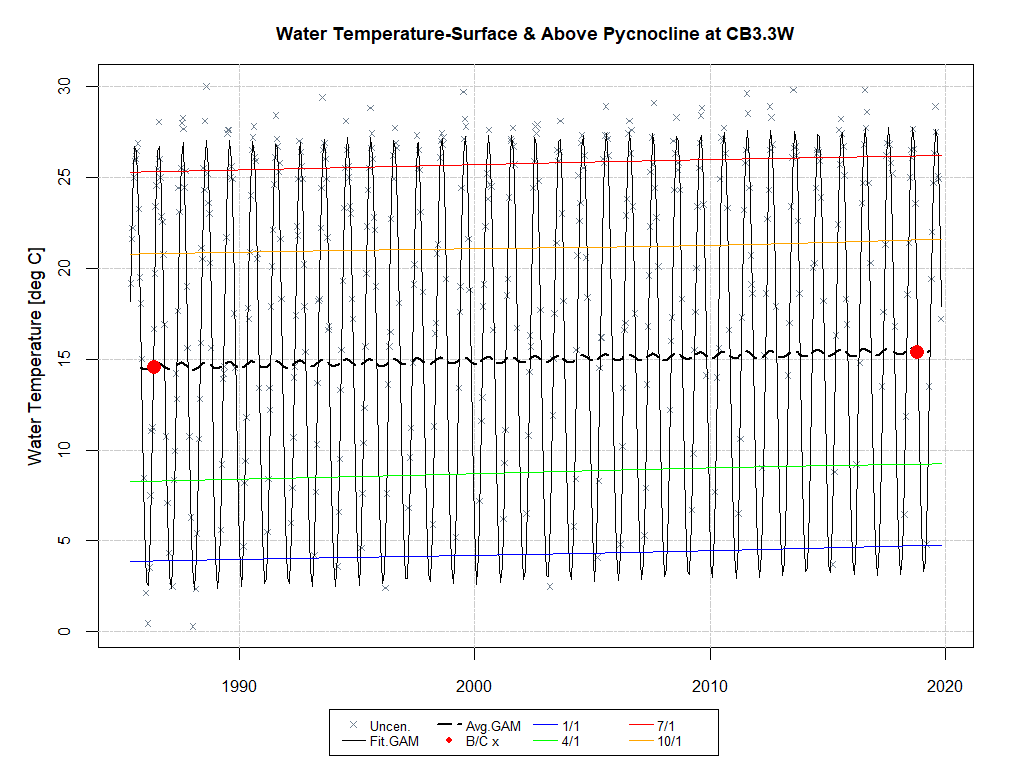 Water Temperature-Surface & Above Pycnocline at CB3.3W
Water Temperature [deg C]
30
25
20
15
10
5
0
1990 2000 2010 2020
Uncen. Avg.GAM 1/1 7/1
Fit.GAM B/C x 4/1 10/1